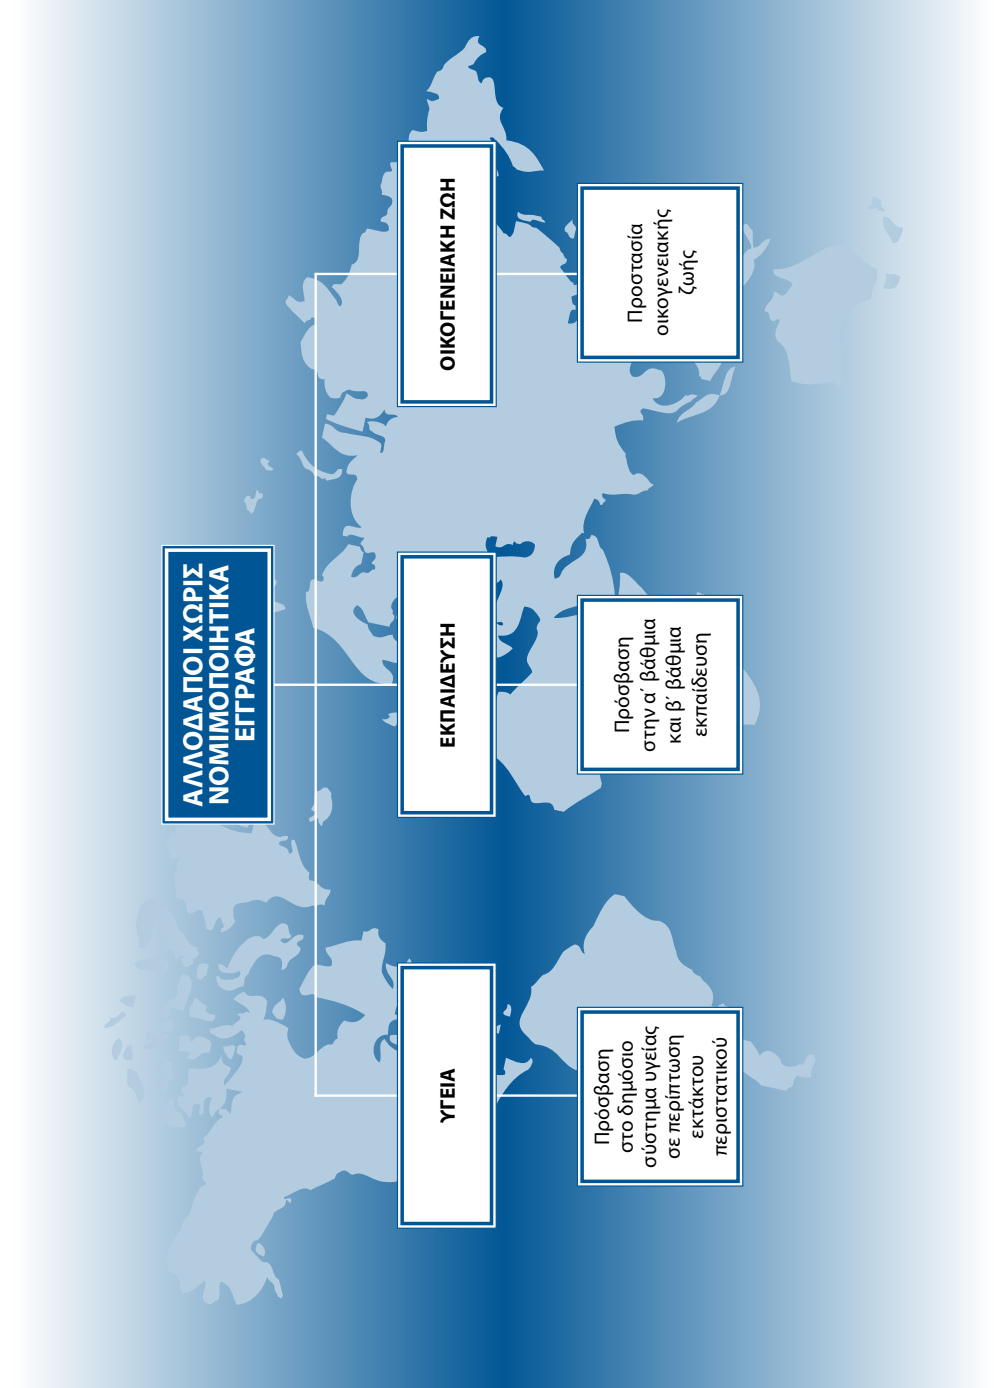 ΑΛΛΟΔΑΠΟΙ ΧΩΡΙΣ
ΝΟΜΙΜΟΠΟΙΗΤΙΚΑ
ΕΓΓΡΑΦΑ
ΥΓΕΙΑ
Πρόσβαση
στο δημόσιο
σύστημα υγείας
σε περίπτωση
εκτάκτου
περιστατικού
ΕΚΠΑΙΔΕΥΣΗ
Πρόσβαση
στην α΄ βάθμια
και β΄ βάθμια
εκπαίδευση
ΟΙΚΟΓΕΝΕΙΑΚΗ ΖΩΗ
Προστασία
οικογενειακής
ζωής